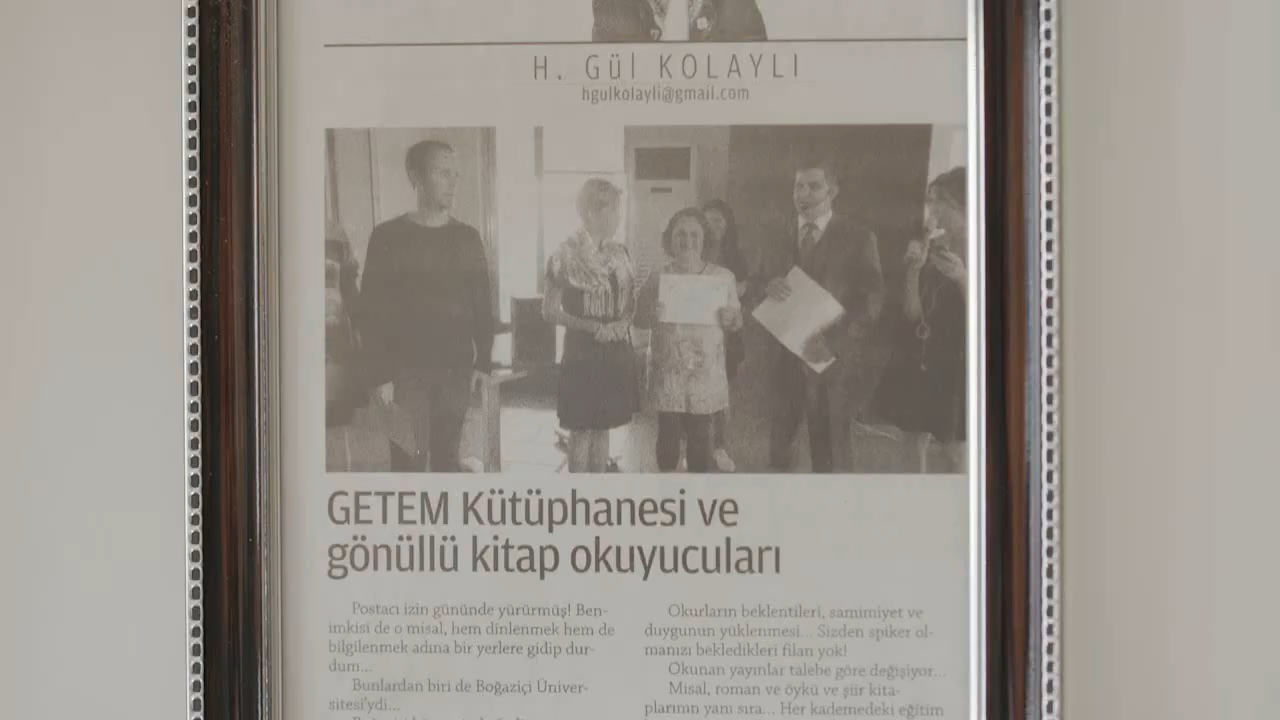 H. Gül KOLAYLI
hgulkolayli@gmail.com
GETEM Kütüphanesi ve
gönüllü kitap okuyucuları
Postacı izin gününde yürürmüş! Ben-
imkisi de o misal, hem dinlenmek hem de
bilgilenmek adına bir yerlere gidip dur-
dum...
Bunlardan biri de Boğaziçi Üniver-
sitesi'ydi...
Okurların beklentileri, samimiyet ve
duygunun yüklenmesi... Sizden spiker ol-
manızı bekledikleri filan yok!
Okunan yayınlar talebe göre değişiyor...
Misal, roman ve öykü ve şiir kita-
plarının yanı sıra... Her kademedeki eğitim